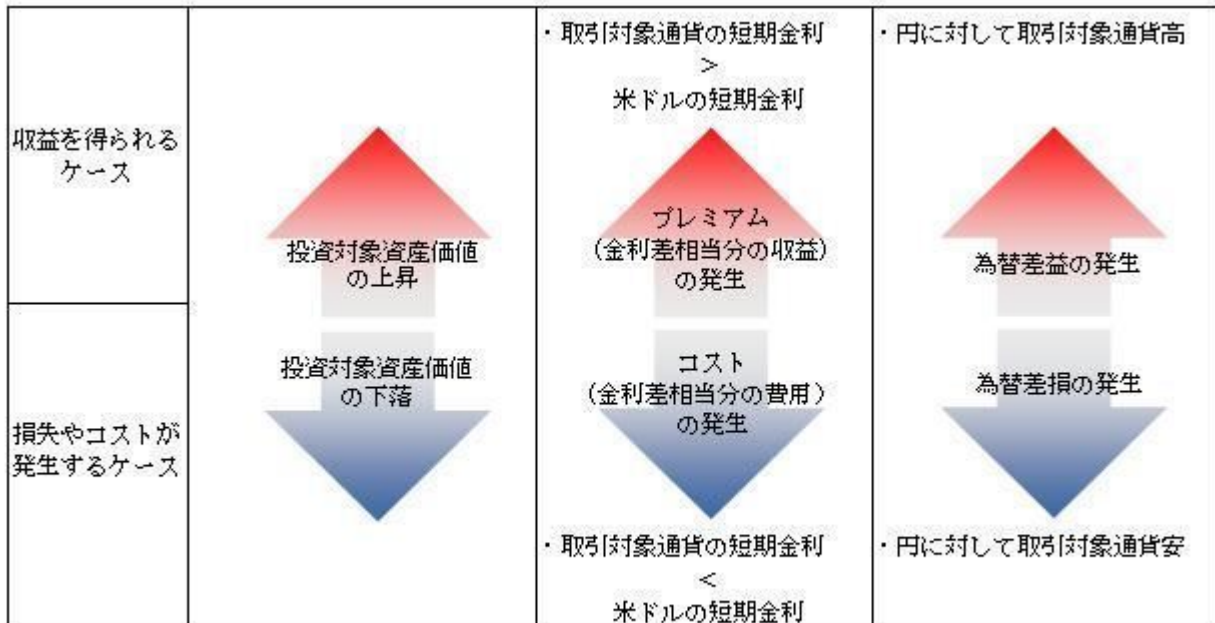 収益を得られる
ケース
投資対象資産価値
の上昇
・取引対象通貨の短期金利
>
米ドルの短期金利
プレミアム
(金利差相当分の収益)
の発生
・円に対して取引対象通貨高
為替差益の発生
損失やコストが
発生するケース
投資対象資産価値
の下落
コスト
(金利差相当分の費用)
の発生
・取引対象通貨の短期金利
<
米ドルの短期金利
為替差損の発生
・円に対して取引対象通貨安